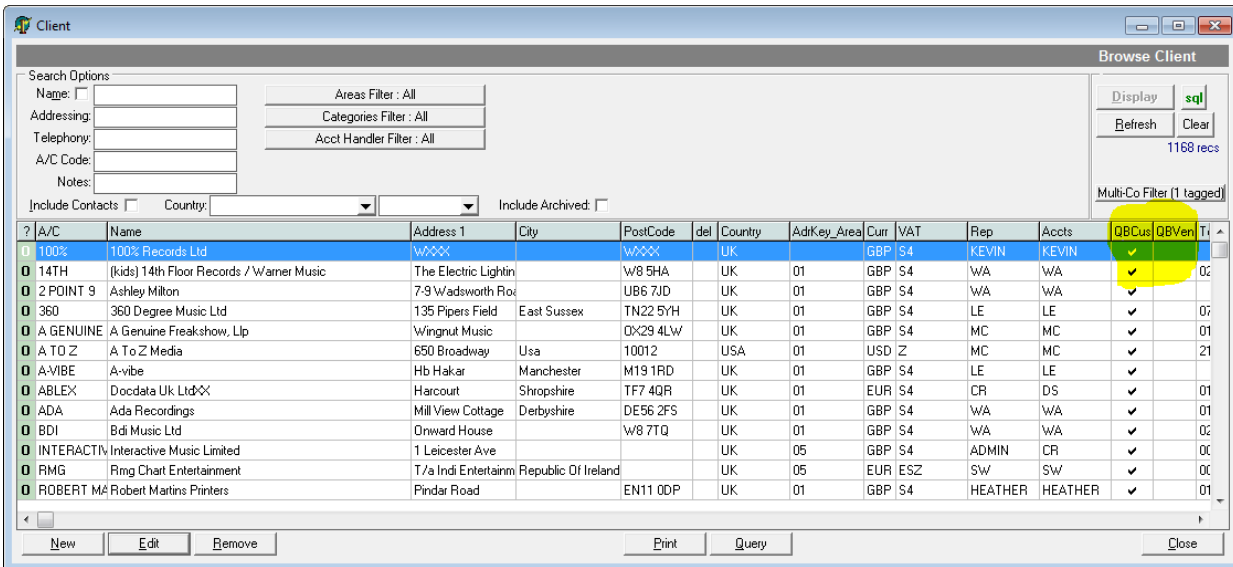 Client
Browse Client
Search Options
Name:
Areas Filter : All
Display
sql
Addressing:
Categories Filter : All
Refresh
Clear
Telephony:
Acct Handler Filter : All
1168 recs
A/C Code:
Notes:
Multi-Co Filter (1 tagged)
Include Contacts
Country:
Include Archived:
? A/C Name Address 1 City PostCode del Country AdrKey_Area Curr VAT Rep Accts QBCus QBVen
0 100% 100% Records Ltd WXXX WXXX UK GBP S4 KEVIN KEVIN
0 14TH (kids) 14th Floor Records / Warner Music The Electric Lightin W8 5HA UK 01 GBP S4 WA WA 02
0 2 POINT 9 Ashley Milton 7-9 Wadsworth Roa UB6 7JD UK 01 GBP S4 WA WA
0 360 360 Degree Music Ltd 135 Pipers Field East Sussex TN22 5YH UK 01 GBP S4 LE LE 07
0 A GENUINE A Genuine Freakshow, Llp Wingnut Music OX29 4LW UK 01 GBP S4 MC MC 01
0 A TO Z A To Z Media 650 Broadway Usa 10012 USA 01 USD Z MC MC 21
0 A-VIBE A-vibe Hb Hakar Manchester M19 1RD UK 01 GBP S4 LE LE
0 ABLEX Docdata Uk LtdXX Harcourt Shropshire TF7 4QR UK 01 EUR S4 CR DS 01
0 ADA Ada Recordings Mill View Cottage Derbyshire DE56 2FS UK 01 GBP S4 WA WA 01
0 BDI Bdi Music Ltd Onward House W8 7TQ UK 01 GBP S4 WA WA 02
0 INTERACTIV Interactive Music Limited 1 Leicester Ave UK 05 GBP S4 ADMIN CR 00
0 RMG Rmg Chart Entertainment T/a Indi Entertainm Republic Of Ireland UK 05 EUR ESZ SW SW 00
0 ROBERT MA Robert Martins Printers Pindar Road EN11 0DP UK 01 GBP S4 HEATHER HEATHER 01
New
Edit
Remove
Print
Query
Close